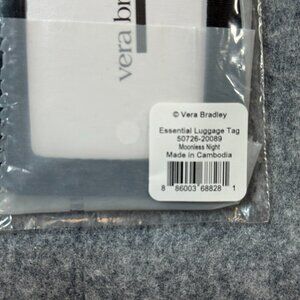 vera br
© Vera Bradley
Essential Luggage Tag
50726-20089
Moonless Night
Made in Cambodia
8 86003 68828 1